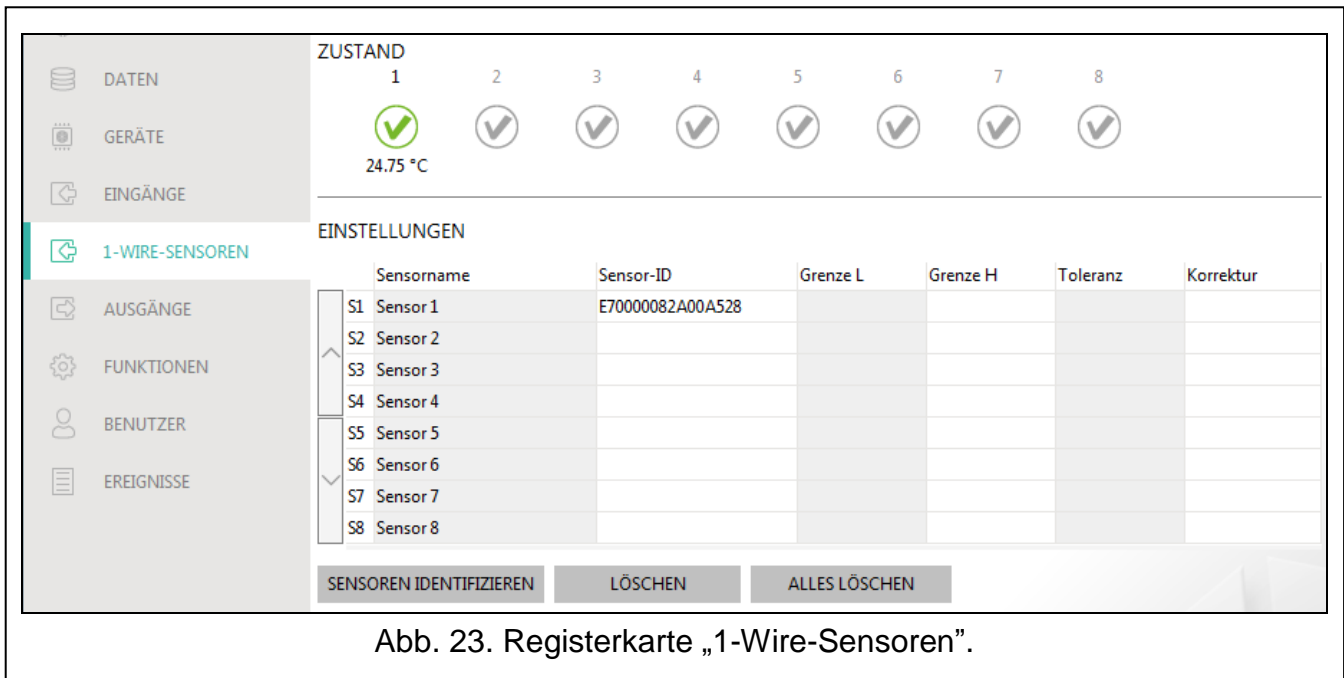 DATEN
GERÄTE
EINGÄNGE
1-WIRE-SENSOREN
AUSGÄNGE
FUNKTIONEN
BENUTZER
EREIGNISSE
ZUSTAND
1 2 3 4 5 6 7 8
24.75 °C
EINSTELLUNGEN
Sensorname Sensor-ID Grenze L Grenze H Toleranz Korrektur
S1 Sensor 1 E70000082A00A528
S2 Sensor 2
S3 Sensor 3
S4 Sensor 4
S5 Sensor 5
S6 Sensor 6
S7 Sensor 7
S8 Sensor 8
SENSOREN IDENTIFIZIEREN LÖSCHEN ALLES LÖSCHEN
Abb. 23. Registerkarte „1-Wire-Sensoren”.